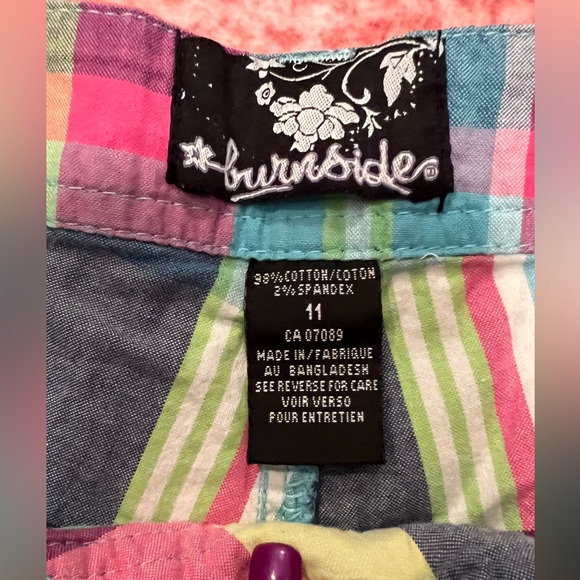 burnside
98% COTTON/COTON
2% SPANDEX
11
CA 07089
MADE IN/FABRIQUE
AU BANGLADESH
SEE REVERSE FOR CARE
VOIR VERSO
POUR ENTRETIEN